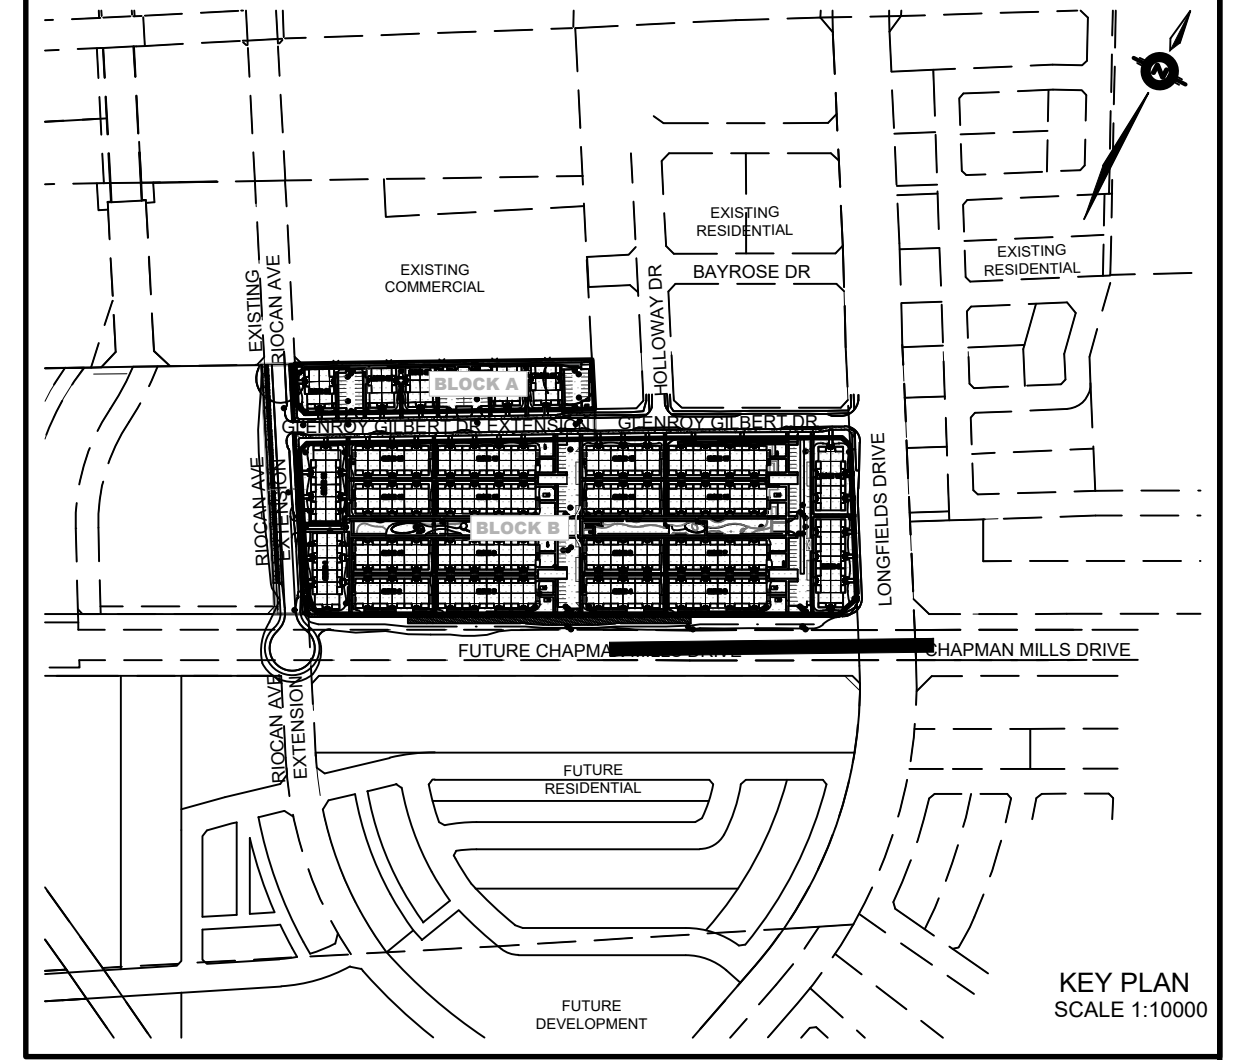 N
EXISTING
RESIDENTIAL
EXISTING
RESIDENTIAL
EXISTING
COMMERCIAL
BAYROSE DR
HOLLOWAY DR
EXISTING
RIOCAN AVE
BLOCK A
GLENROY GILBERT DR EXTENSION
GLENROY GILBERT DR
RIOCAN AVE
EXTENSION
BLOCK B
LONGFIELDS DRIVE
FUTURE CHAPMAN MILLS DRIVE
CHAPMAN MILLS DRIVE
RIOCAN AVE
EXTENSION
FUTURE
RESIDENTIAL
FUTURE
DEVELOPMENT
KEY PLAN
SCALE 1:10000